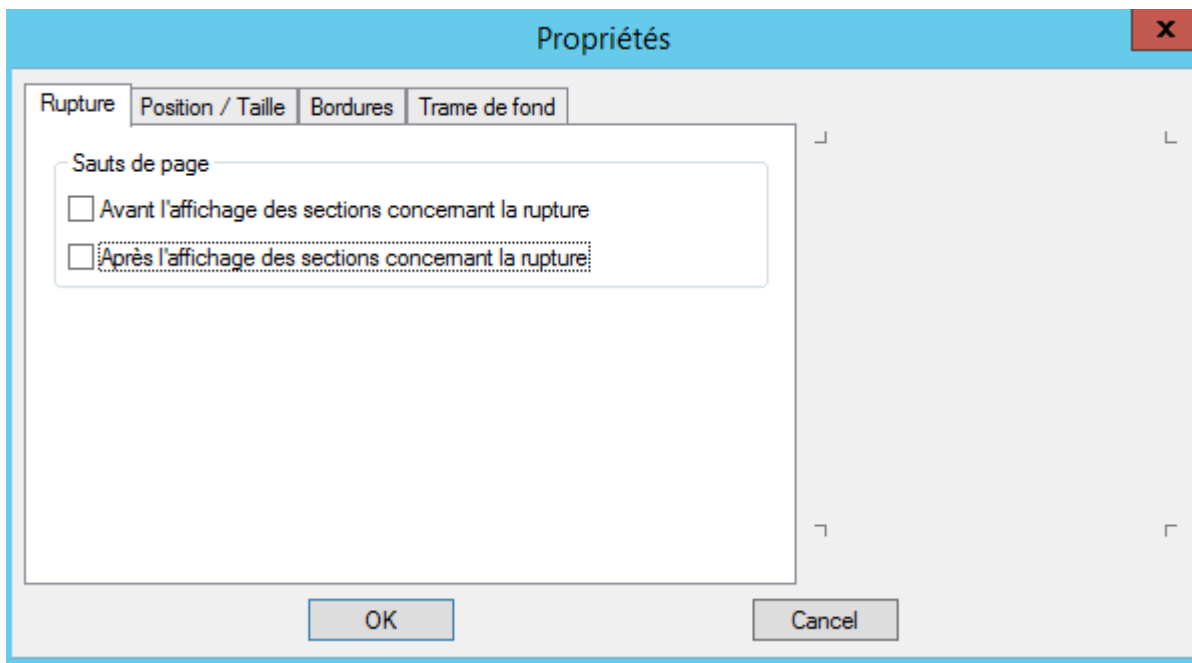 Propriétés
x
Rupture
Position / Taille
Bordures
Trame de fond
Sauts de page
Avant l'affichage des sections concernant la rupture
Après l'affichage des sections concernant la rupture
OK
Cancel